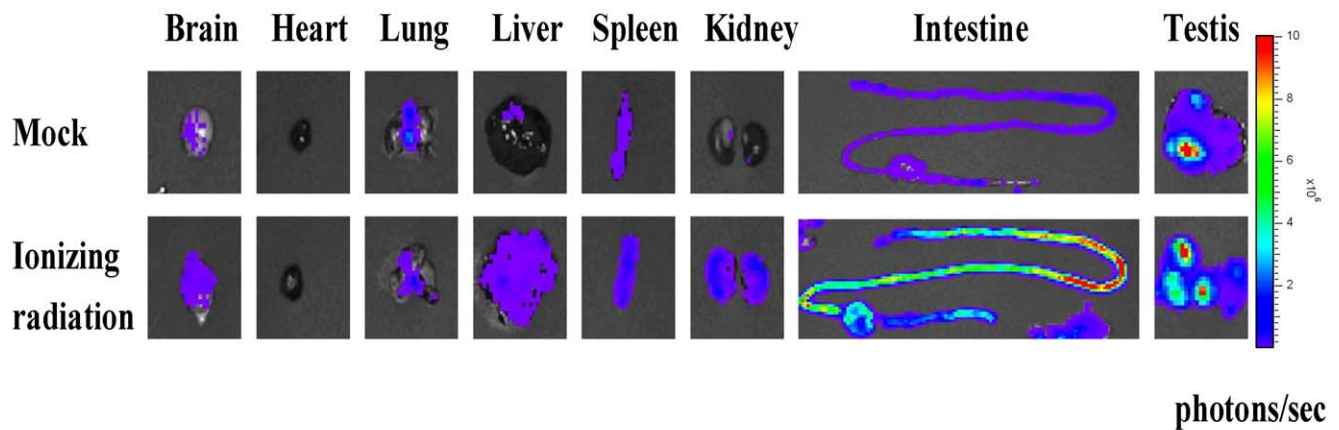 Brain Heart Lung Liver Spleen Kidney Intestine Testis
Mock
Ionizing
radiation
10
8
6
4
2
x10⁶
photons/sec